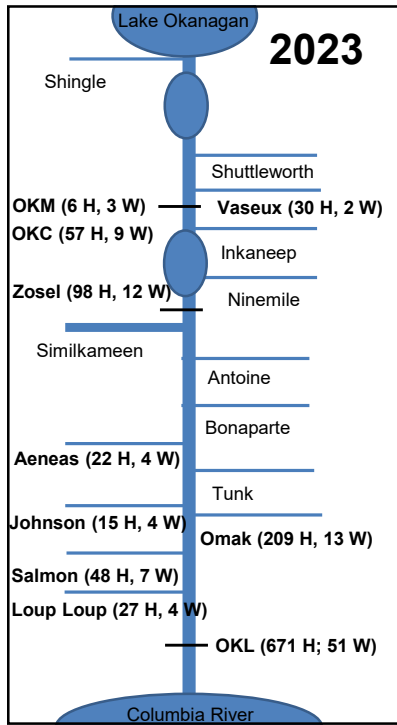 Lake Okanagan
2023
Shingle
Shuttleworth
OKM (6 H, 3 W)
Vaseux (30 H, 2 W)
OKC (57 H, 9 W)
Inkaneep
Zosel (98 H, 12 W)
Ninemile
Similkameen
Antoine
Bonaparte
Aeneas (22 H, 4 W)
Tunk
Johnson (15 H, 4 W)
Omak (209 H, 13 W)
Salmon (48 H, 7 W)
Loup Loup (27 H, 4 W)
OKL (671 H; 51 W)
Columbia River